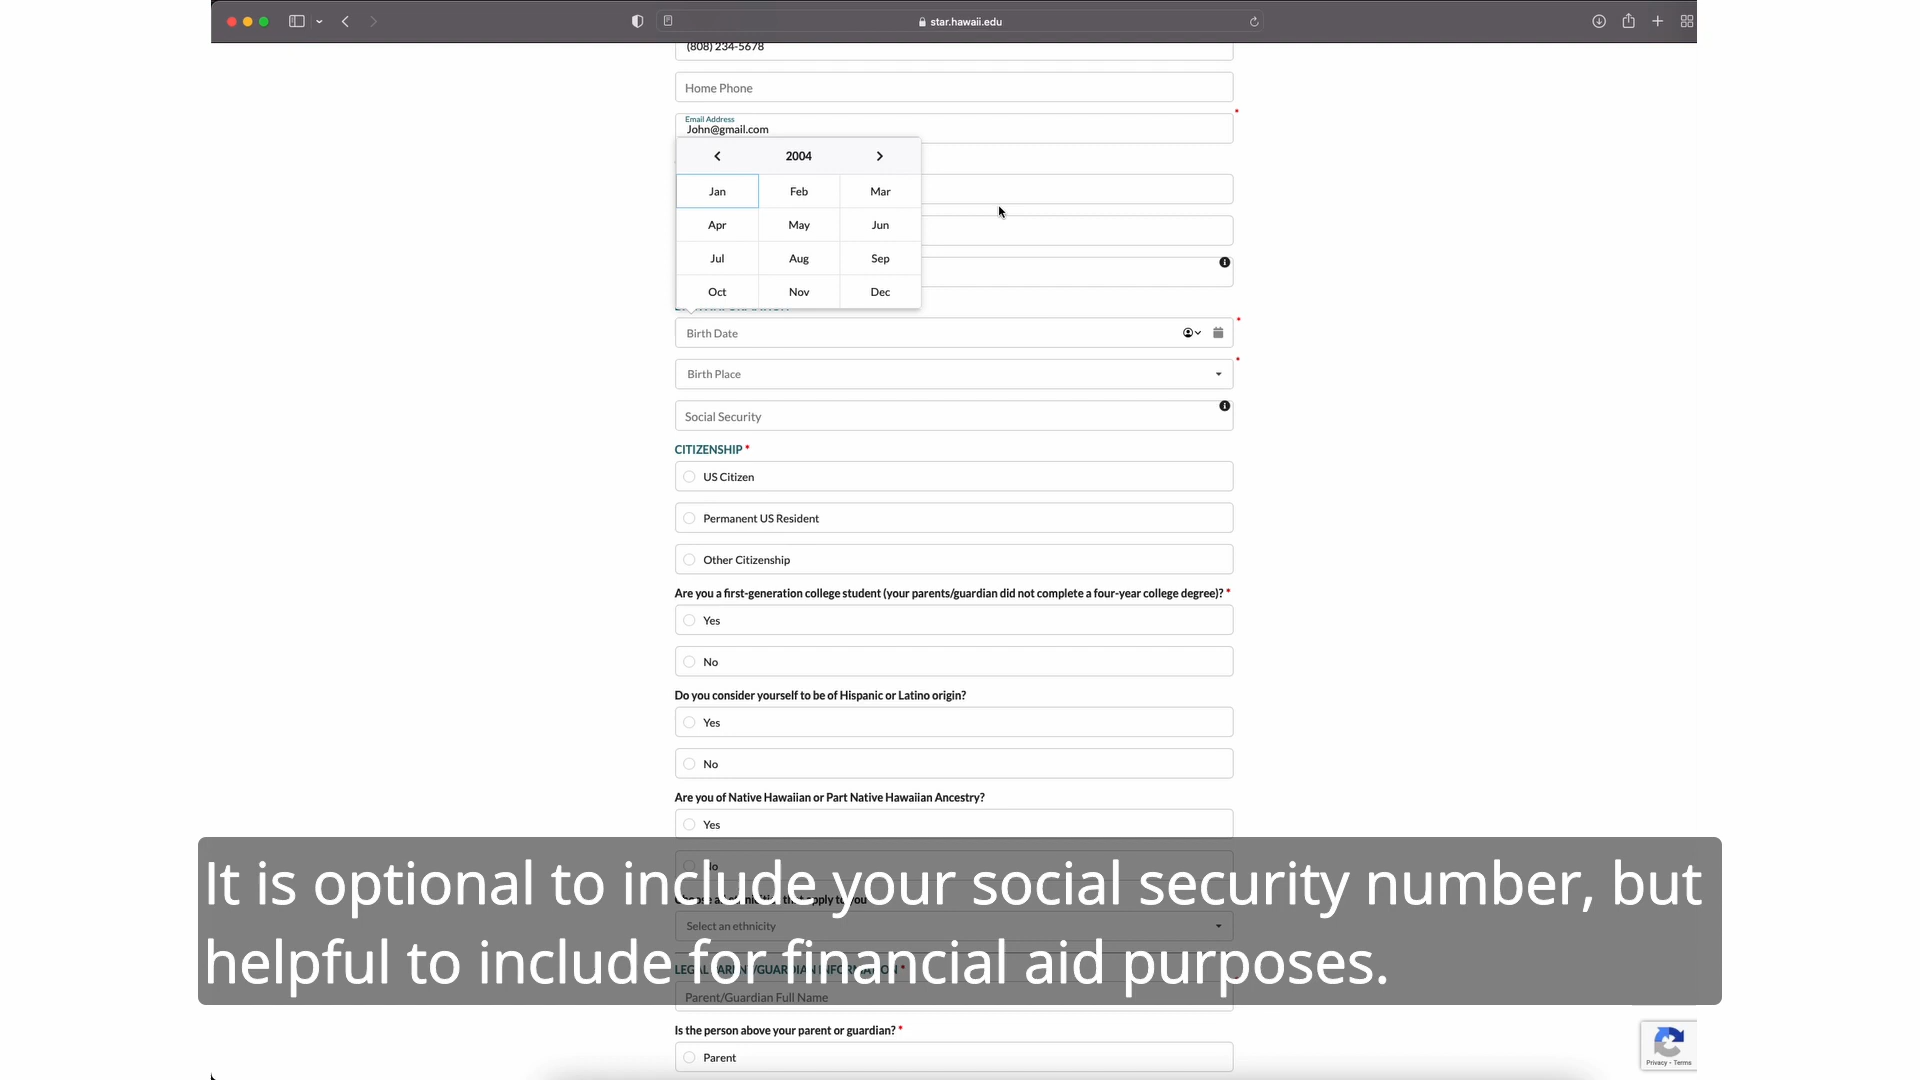 star.hawaii.edu
(808) 234-5678
Home Phone
*
Email Address
John@gmail.com
2004
Jan Feb Mar
Apr May Jun
Jul Aug Sep
Oct Nov Dec
*
Birth Date
*
Birth Place
Social Security
CITIZENSHIP *
US Citizen
Permanent US Resident
Other Citizenship
Are you a first-generation college student (your parents/guardian did not complete a four-year college degree)? *
Yes
No
Do you consider yourself to be of Hispanic or Latino origin?
Yes
No
Are you of Native Hawaiian or Part Native Hawaiian Ancestry?
Yes
It is optional to include your social security number, but
helpful to include for financial aid purposes.
Select an ethnicity
LEGAL PARENT/GUARDIAN INFORMATION *
Parent/Guardian Full Name
Is the person above your parent or guardian? *
Parent
Privacy - Terms